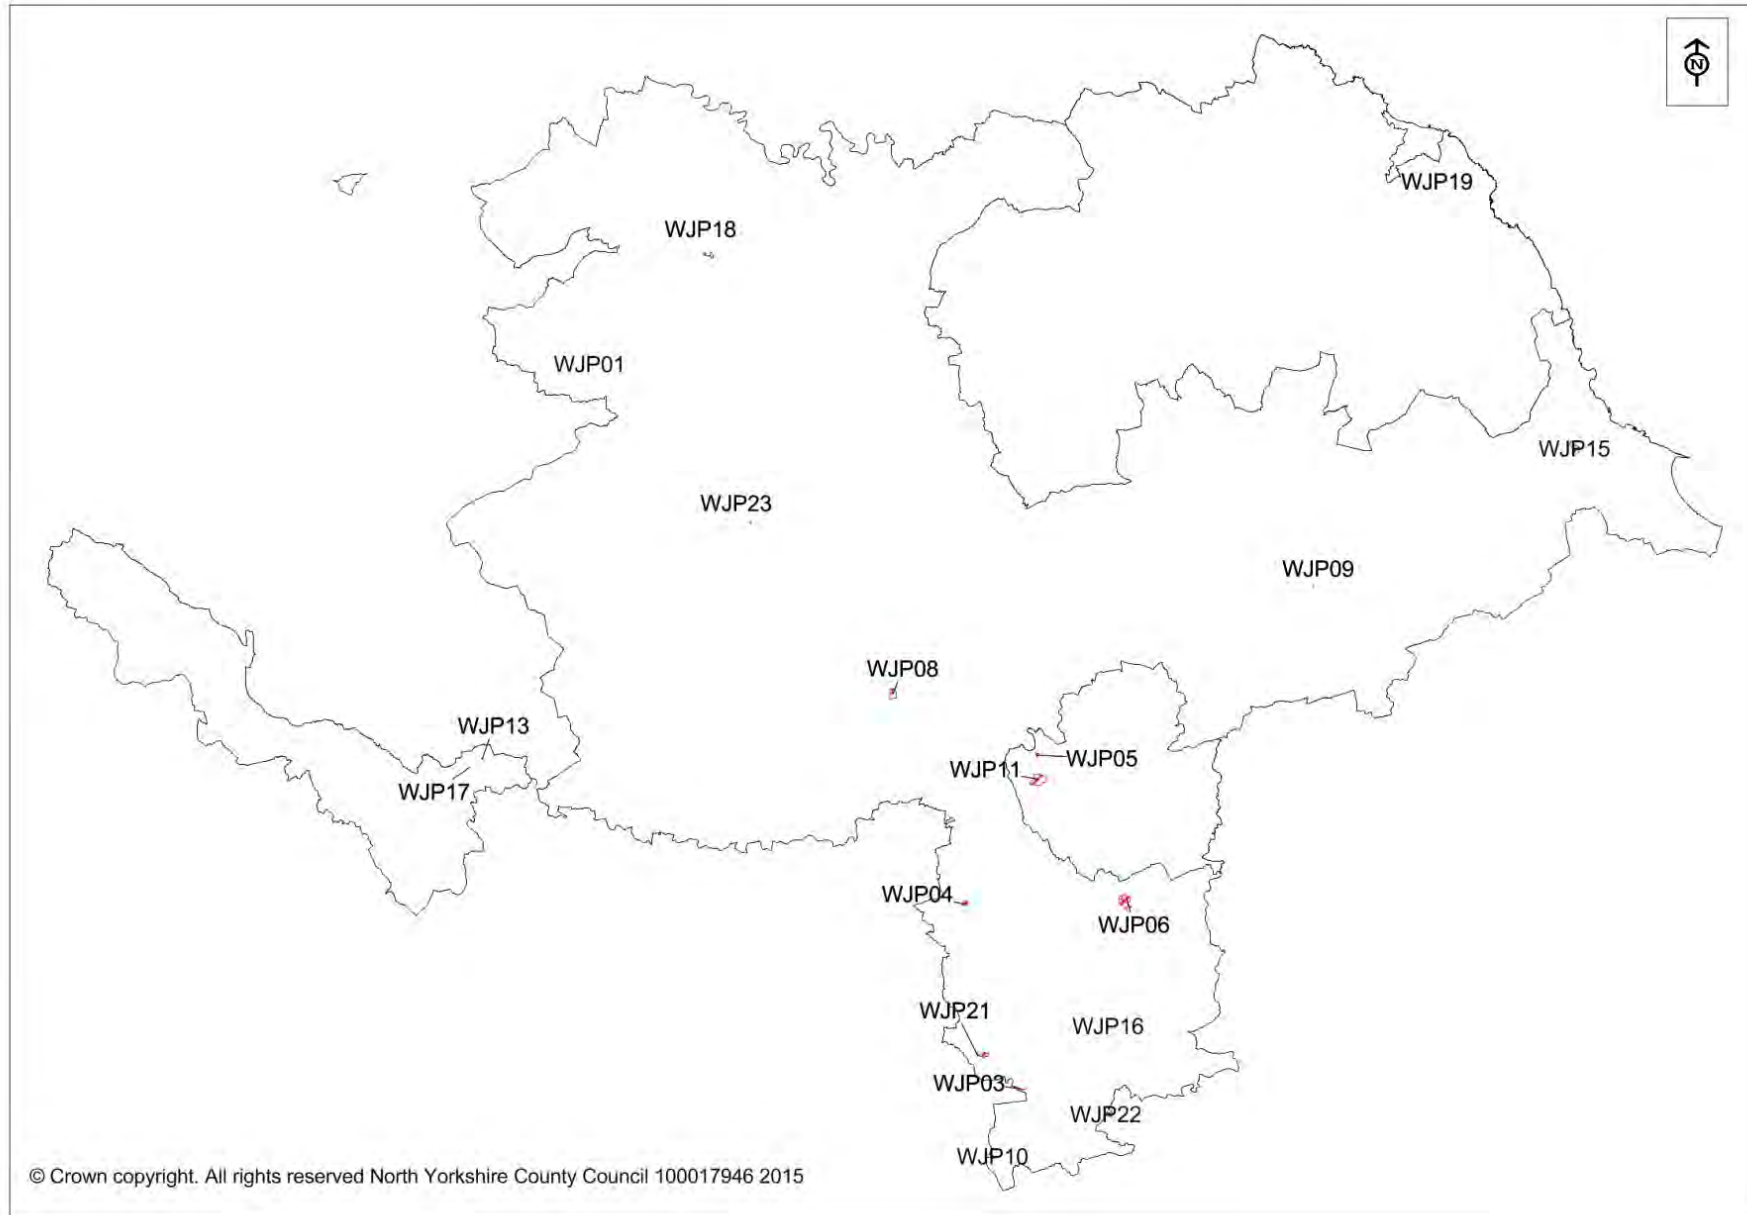 N
WJP19
WJP18
WJP01
WJP15
WJP23
WJP09
WJP08
WJP13
WJP05
WJP11
WJP17
WJP04
WJP06
WJP21
WJP16
WJP03
WJP22
WJP10
© Crown copyright. All rights reserved North Yorkshire County Council 100017946 2015